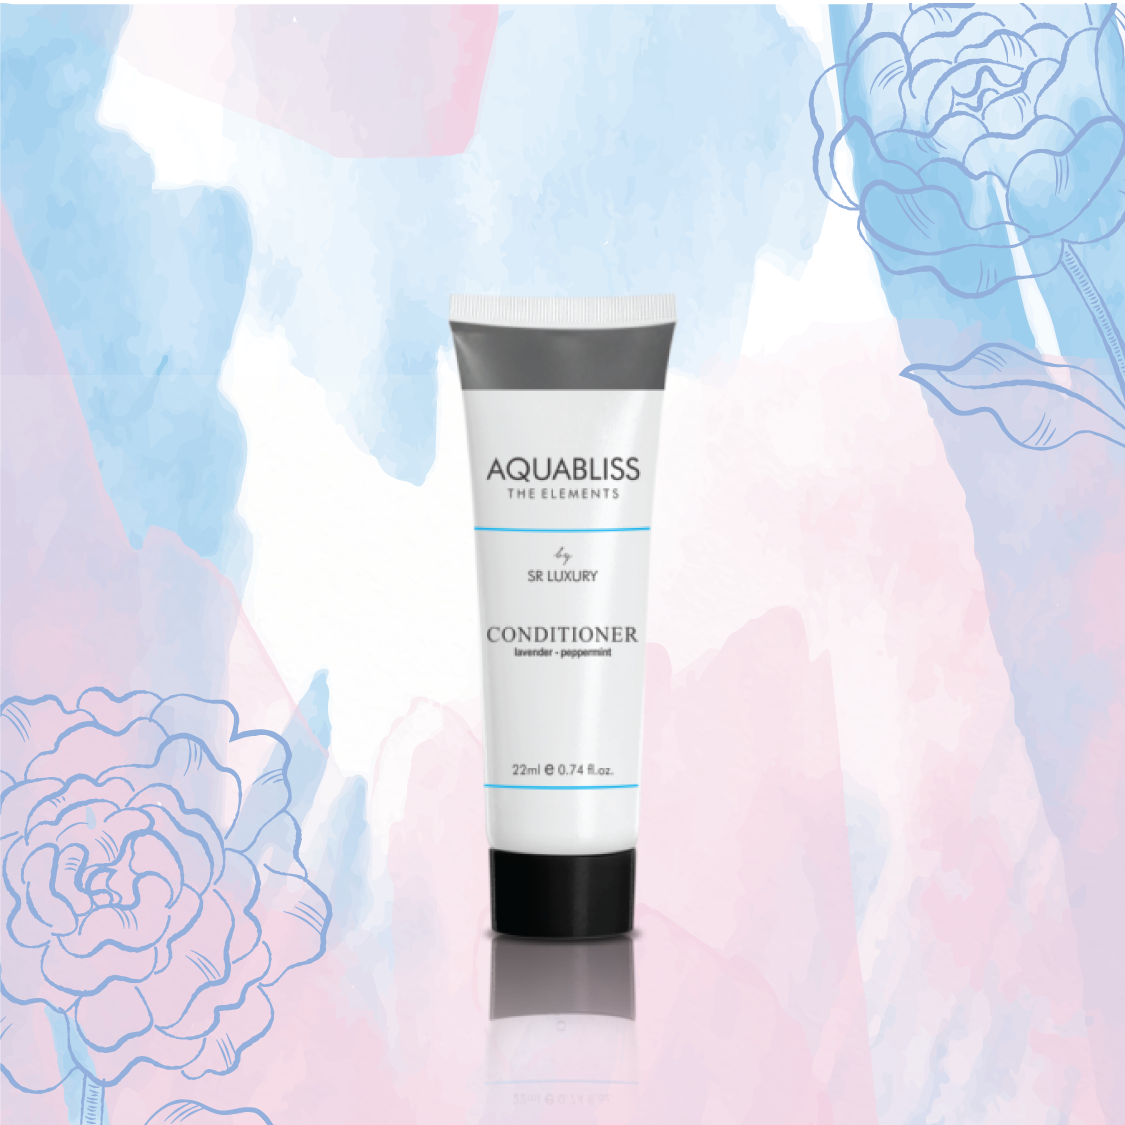 AQUABLISS
THE ELEMENTS
by
SR LUXURY
CONDITIONER
lavender - peppermint
22ml e 0.74 fl.oz.